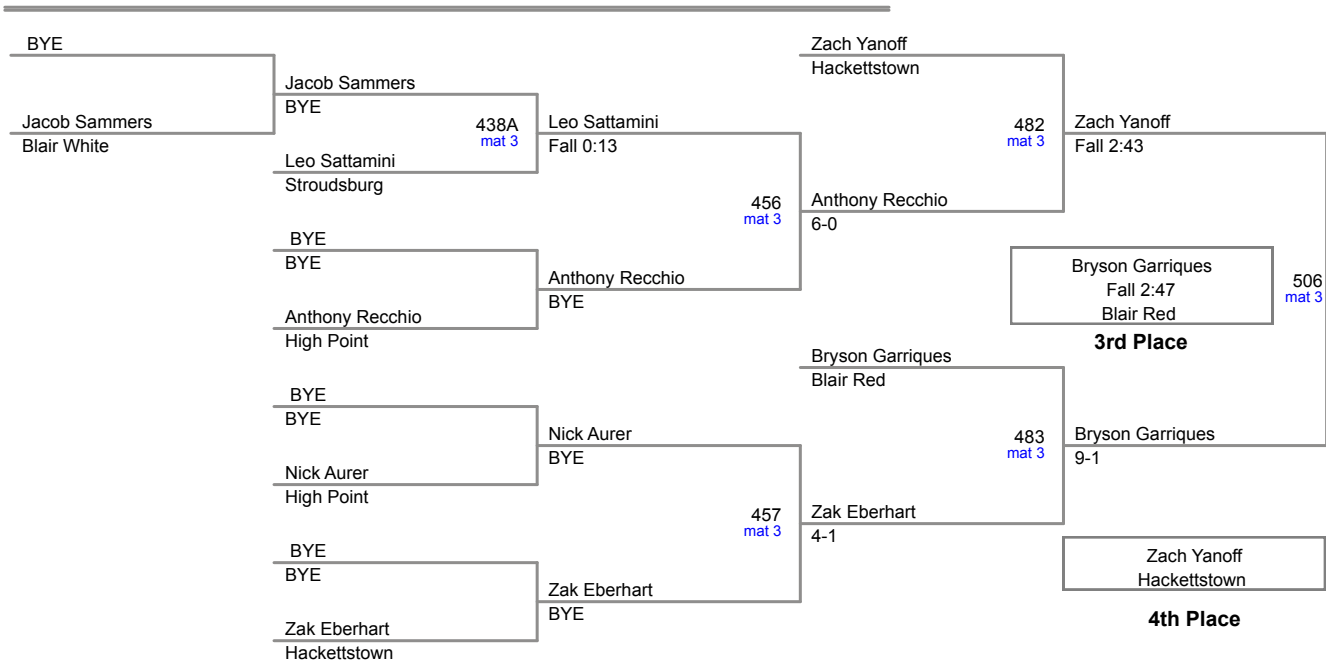 BYE
Jacob Sammers
Blair White
Jacob Sammers
BYE
438A
mat 3
Leo Sattamini
Stroudsburg
BYE
BYE
Anthony Recchio
High Point
BYE
BYE
Nick Aurer
High Point
BYE
BYE
Zak Eberhart
Hackettstown
Leo Sattamini
Fall 0:13
456
mat 3
Anthony Recchio
BYE
Nick Aurer
BYE
457
mat 3
Zak Eberhart
BYE
Zach Yanoff
Hackettstown
482
mat 3
Anthony Recchio
6-0
Bryson Garriques
Blair Red
483
mat 3
Zak Eberhart
4-1
Zach Yanoff
Fall 2:43
Bryson Garriques
Fall 2:47
Blair Red
3rd Place
506
mat 3
Bryson Garriques
9-1
Zach Yanoff
Hackettstown
4th Place